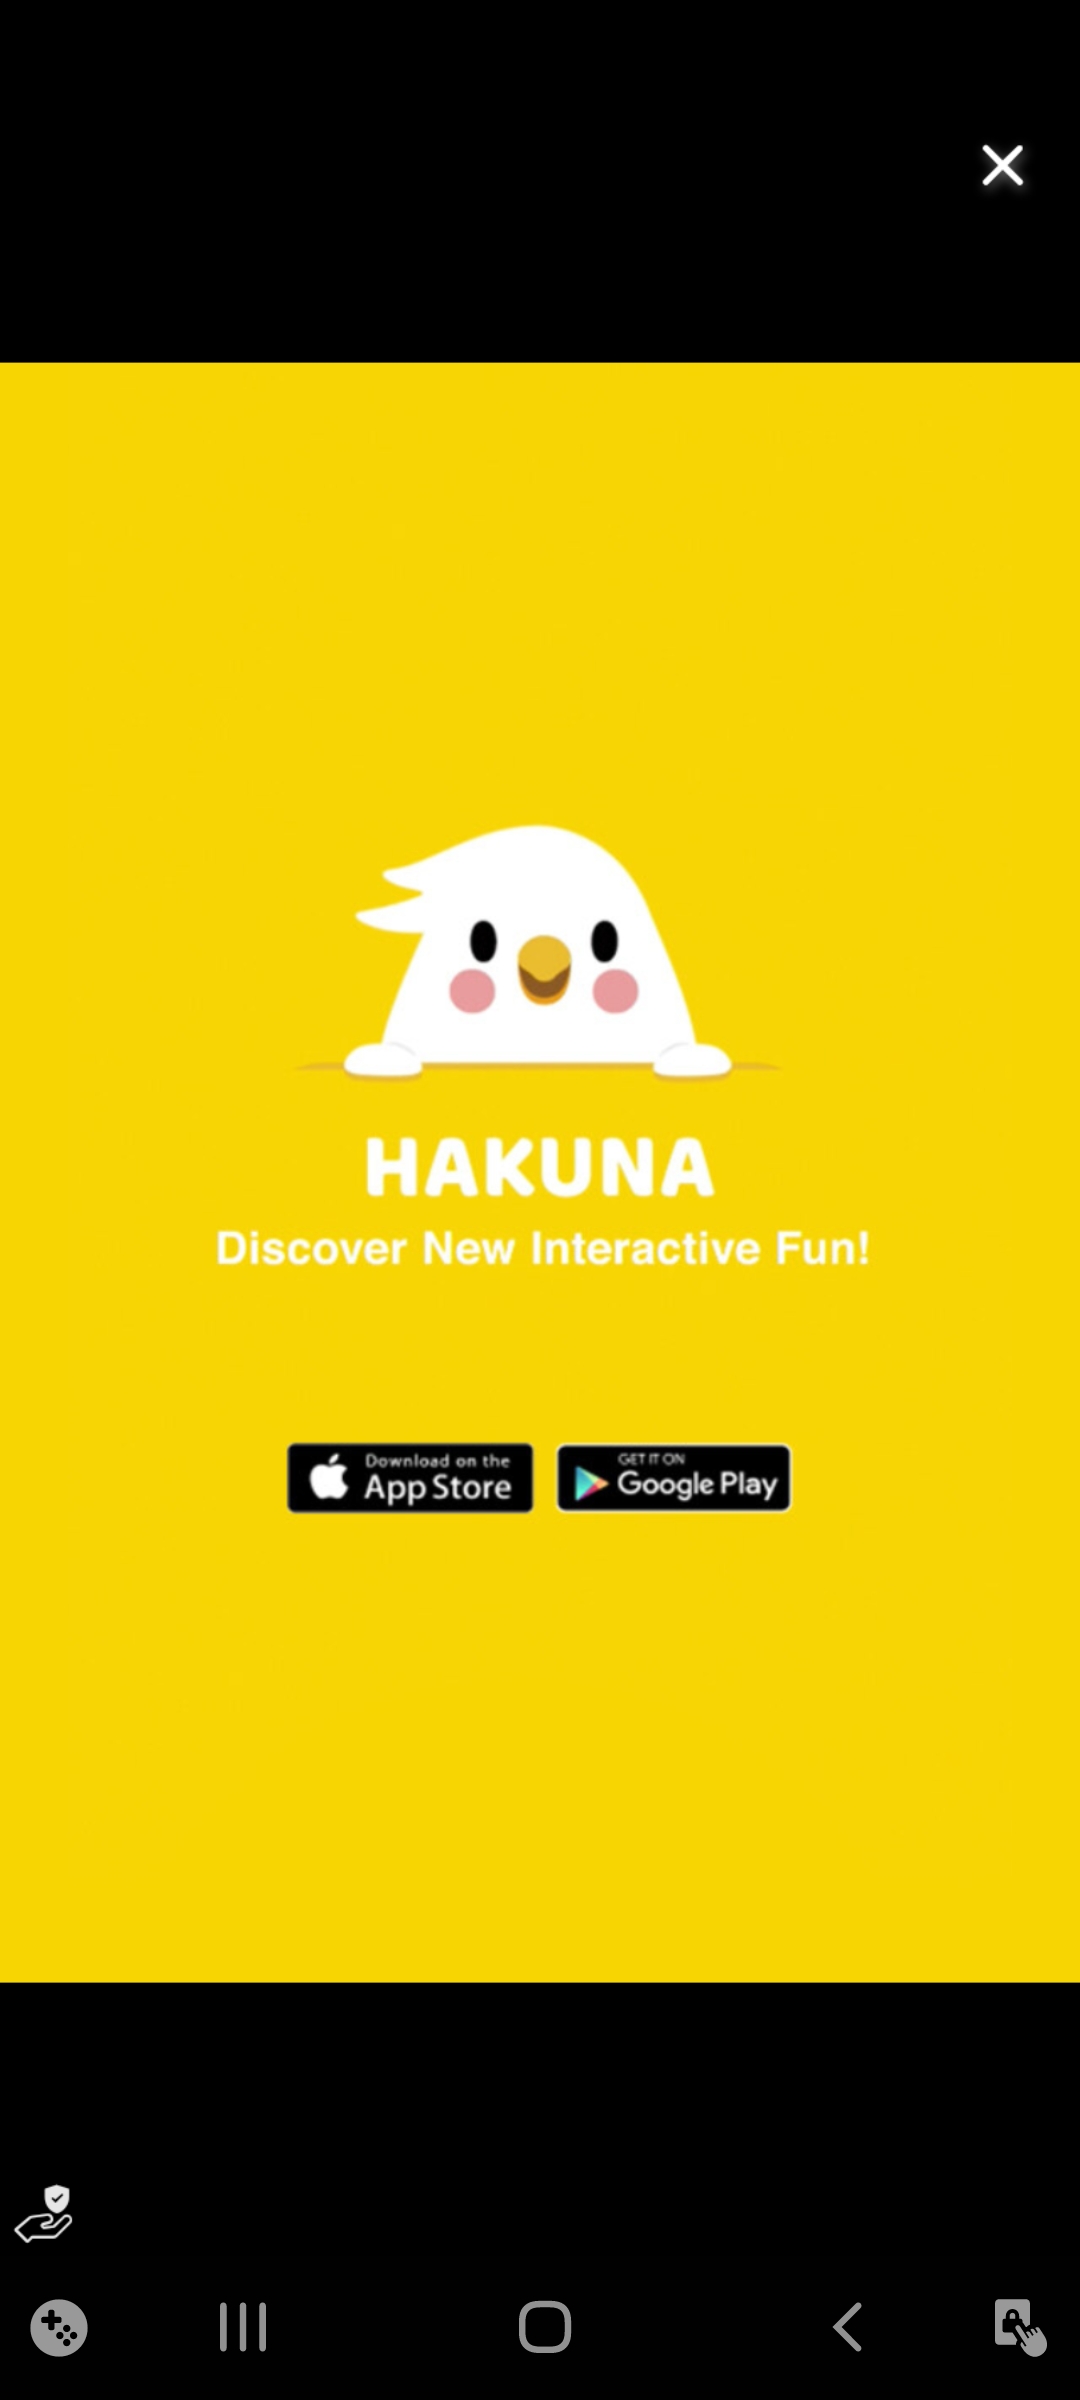 HAKUNA
Discover New Interactive Fun!
Download on the
App Store
GET IT ON
Google Play